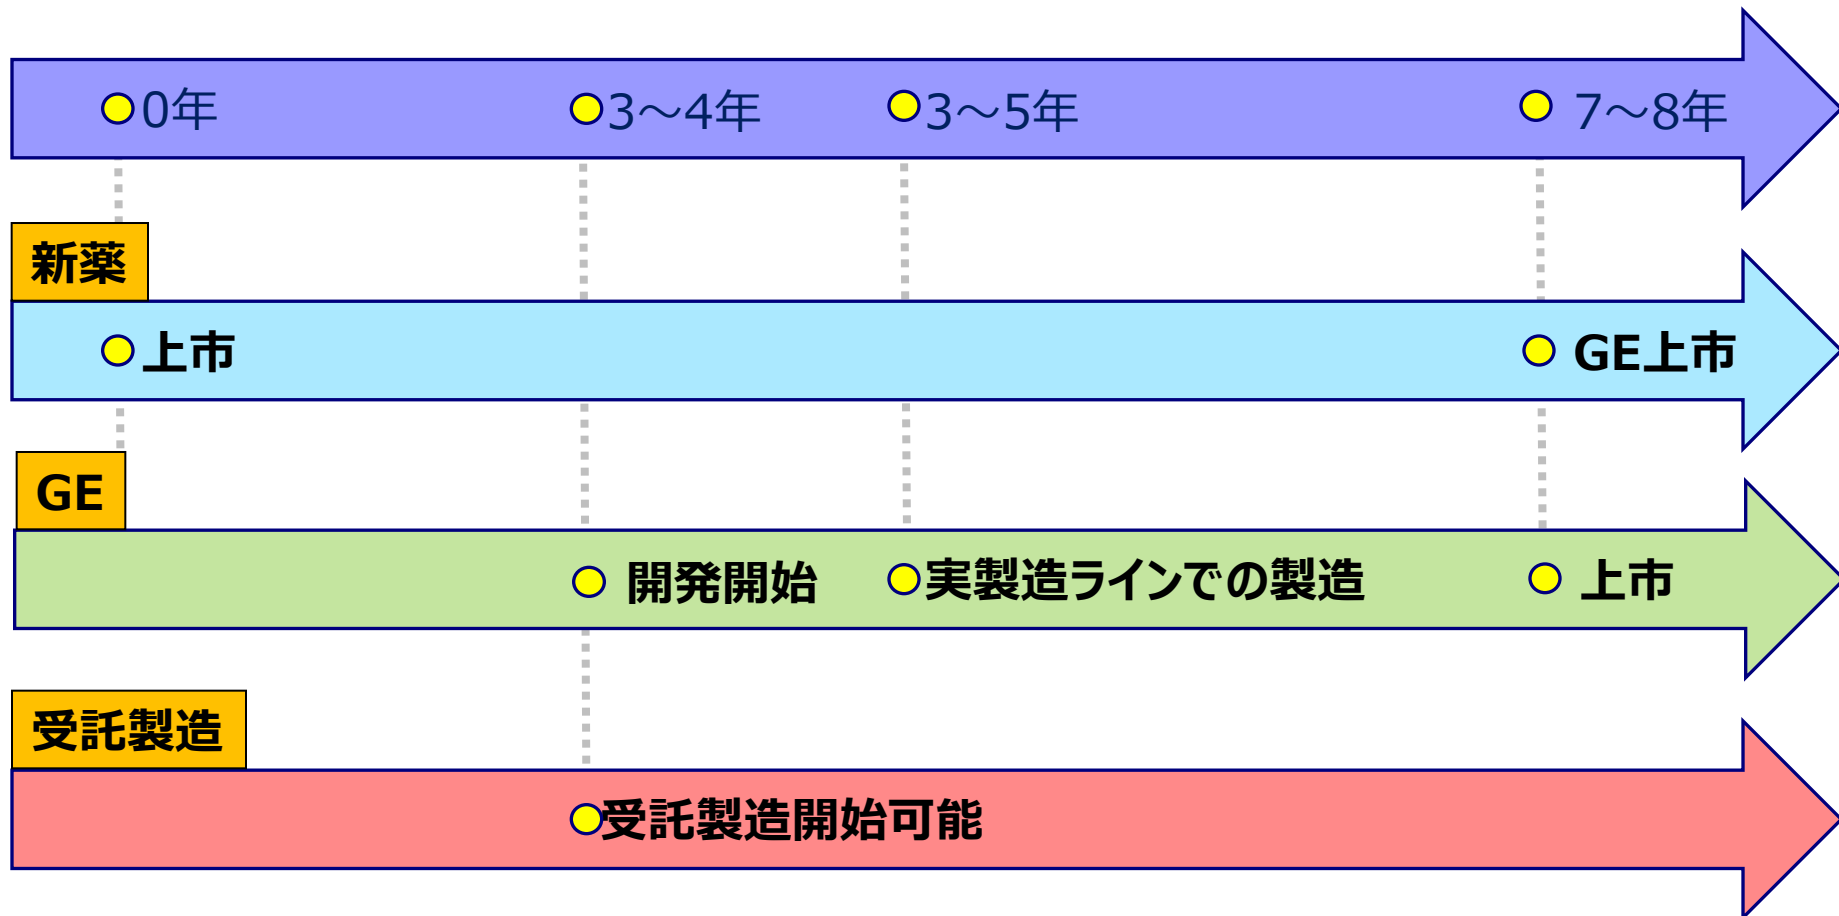 0年
3～4年
3～5年
7～8年
新薬
上市
GE上市
GE
開発開始
実製造ラインでの製造
上市
受託製造
受託製造開始可能